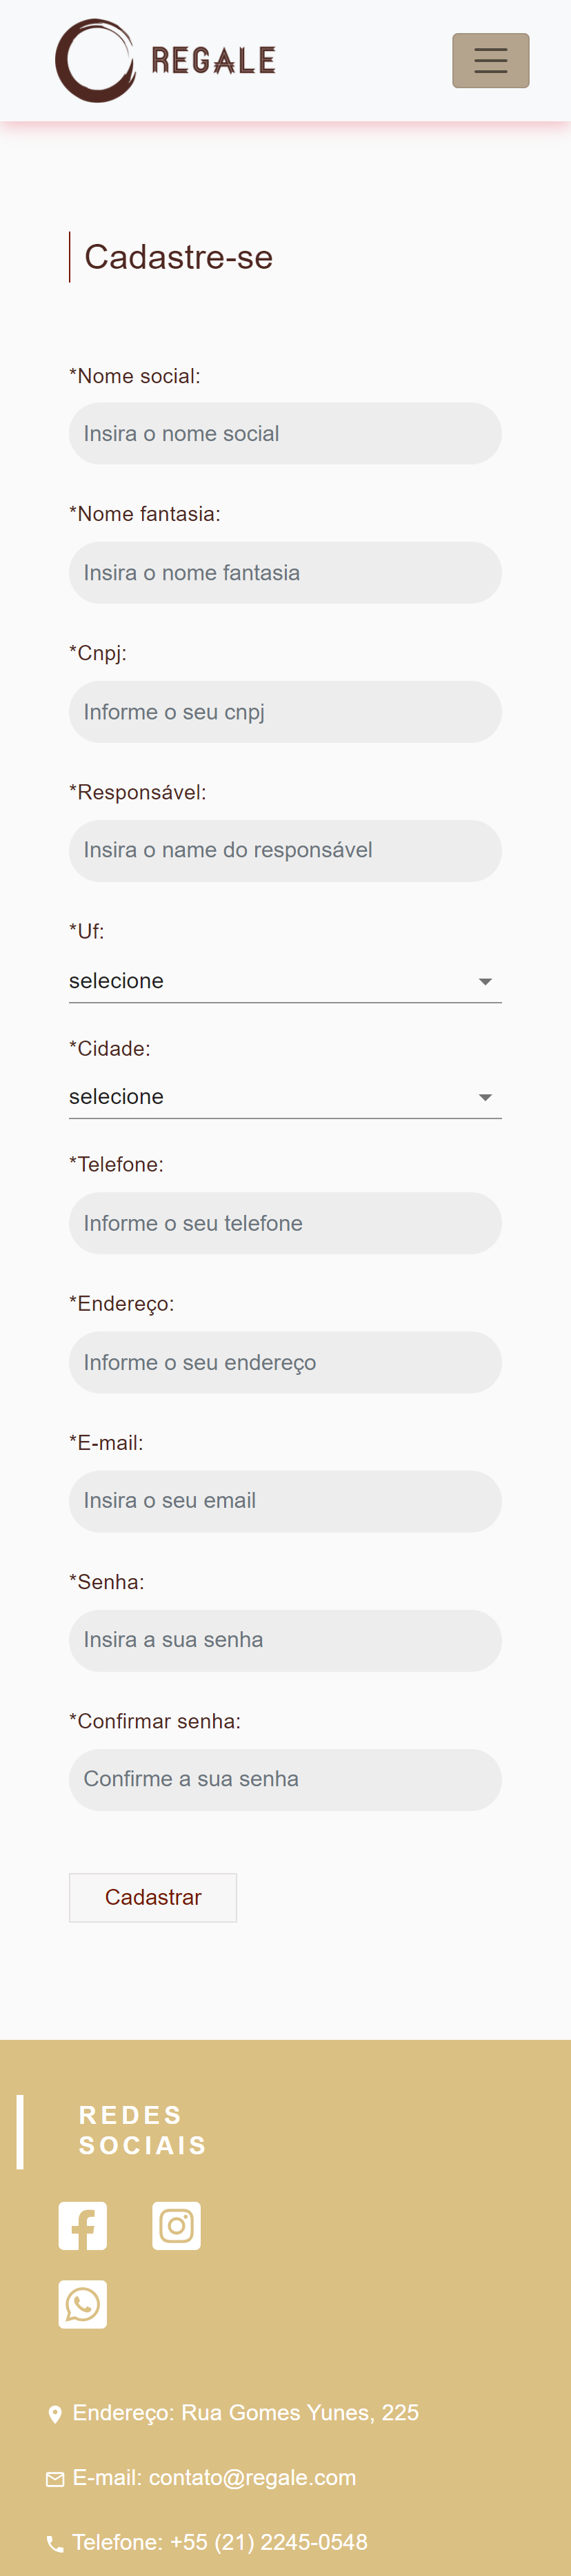 REGALE
Cadastre-se
*Nome social:
Insira o nome social
*Nome fantasia:
Insira o nome fantasia
*Cnpj:
Informe o seu cnpj
*Responsável:
Insira o name do responsável
*Uf:
selecione
*Cidade:
selecione
*Telefone:
Informe o seu telefone
*Endereço:
Informe o seu endereço
*E-mail:
Insira o seu email
*Senha:
Insira a sua senha
*Confirmar senha:
Confirme a sua senha
Cadastrar
REDES
SOCIAIS
Endereço: Rua Gomes Yunes, 225
E-mail: contato@regale.com
Telefone: +55 (21) 2245-0548